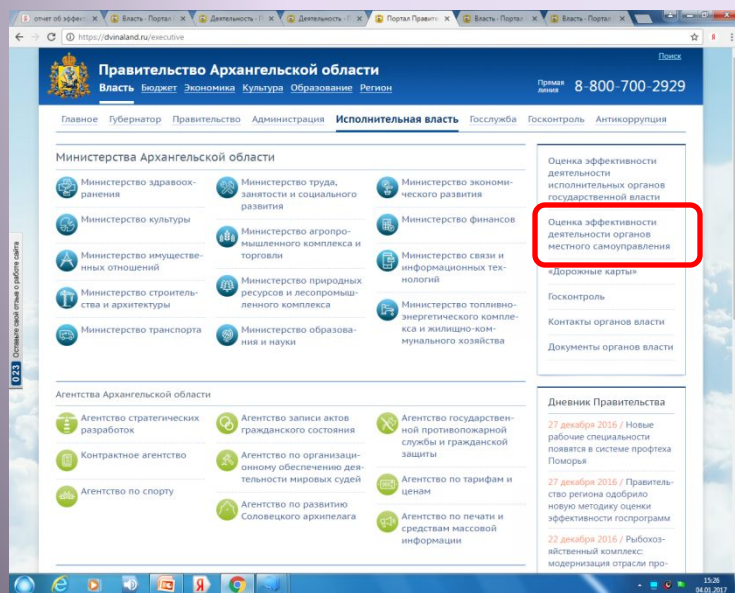 отчет об эффект
Власть - Портал
Деятельность - П
Деятельность - П
Портал Правите
Власть - Портал
Власть - Портал
https://dvinaland.ru/executive
Поиск
Правительство Архангельской области
Власть Бюджет Экономика Культура Образование Регион
Прямая линия 8-800-700-2929
Главное Губернатор Правительство Администрация Исполнительная власть Госслужба Госконтроль Антикоррупция
Министерства Архангельской области
Министерство здравоох-
ранения
Министерство культуры
Министерство имуществе-
нных отношений
Министерство строитель-
ства и архитектуры
Министерство транспорта
Министерство труда,
занятости и социального
развития
Министерство агропро-
мышленного комплекса и
торговли
Министерство природных
ресурсов и лесопромыш-
ленного комплекса
Министерство образова-
ния и науки
Министерство экономи-
ческого развития
Министерство финансов
Министерство связи и
информационных тех-
нологий
Министерство топливно-
энергетического компле-
кса и жилищно-ком-
мунального хозяйства
Оценка эффективности
деятельности
исполнительных органов
государственной власти
Оценка эффективности
деятельности органов
местного самоуправления
«Дорожные карты»
Госконтроль
Контакты органов власти
Документы органов власти
Оставьте свой отзыв о работе сайта
023
Агентства Архангельской области
Агентство стратегических
разработок
Контрактное агентство
Агентство по спорту
Агентство записи актов
гражданского состояния
Агентство по организаци-
онному обеспечению дея-
тельности мировых судей
Агентство по развитию
Соловецкого архипелага
Агентство государствен-
ной противопожарной
службы и гражданской
защиты
Агентство по тарифам и
ценам
Агентство по печати и
средствам массовой
информации
Дневник Правительства
27 декабря 2016 / Новые
рабочие специальности
появятся в системе профтеха
Поморья
27 декабря 2016 / Правитель-
ство региона одобрило
новую методику оценки
эффективности госпрограмм
22 декабря 2016 / Рыбохоз-
яйственный комплекс:
модернизация отрасли про-
15:26
04.01.2017